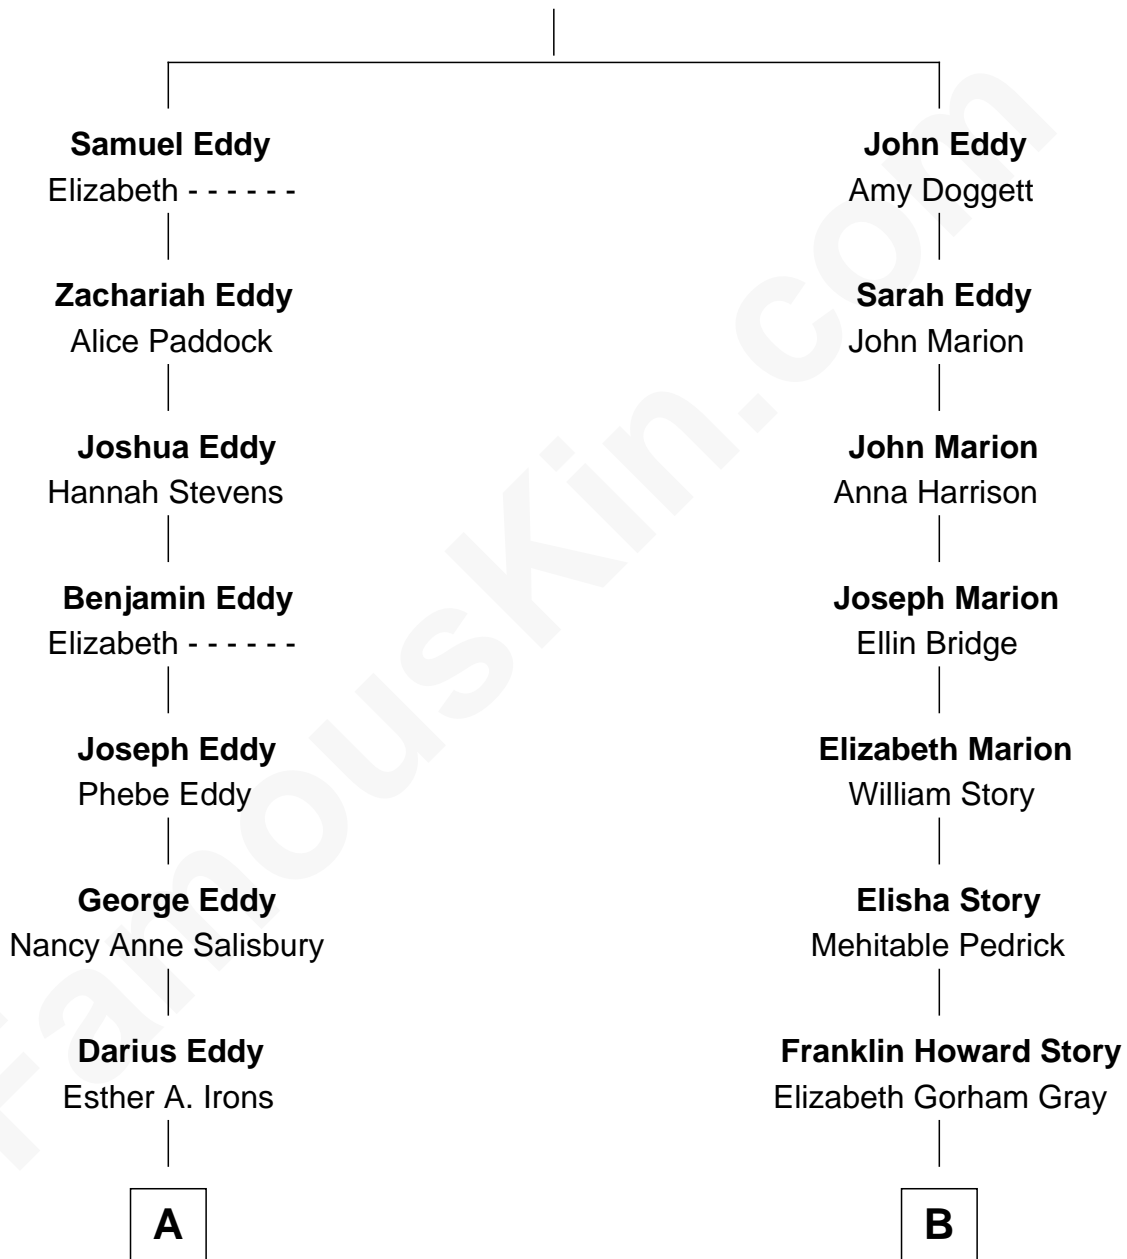 Samuel Eddy
Elizabeth - - - - - -
Zachariah Eddy
Alice Paddock
Joshua Eddy
Hannah Stevens
Benjamin Eddy
Elizabeth - - - - - -
Joseph Eddy
Phebe Eddy
George Eddy
Nancy Anne Salisbury
Darius Eddy
Esther A. Irons
A
John Eddy
Amy Doggett
Sarah Eddy
John Marion
John Marion
Anna Harrison
Joseph Marion
Ellin Bridge
Elizabeth Marion
William Story
Elisha Story
Mehitable Pedrick
Franklin Howard Story
Elizabeth Gorham Gray
B
FamousKin.com